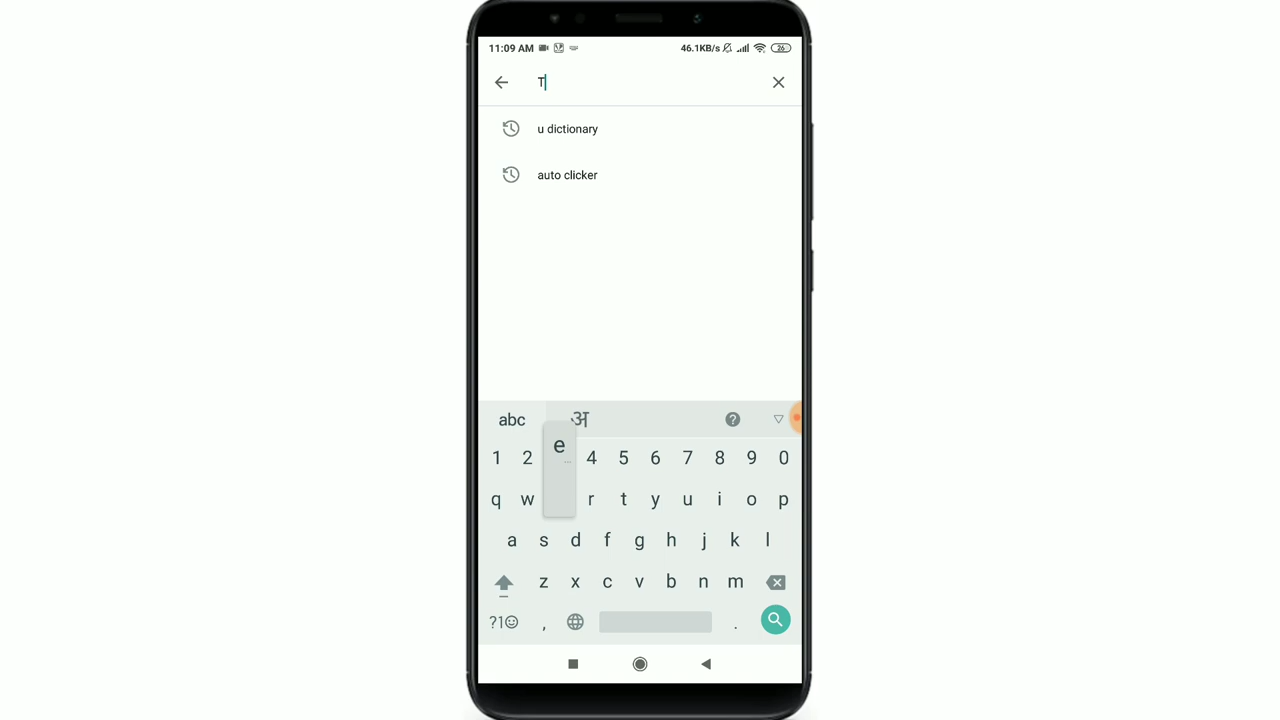 11:09 AM 46.1KB/s 26
T
u dictionary
auto clicker
abc अ
e
1 2 4 5 6 7 8 9 0
q w r t y u i o p
a s d f g h j k l
z x c v b n m
?1☺ , .